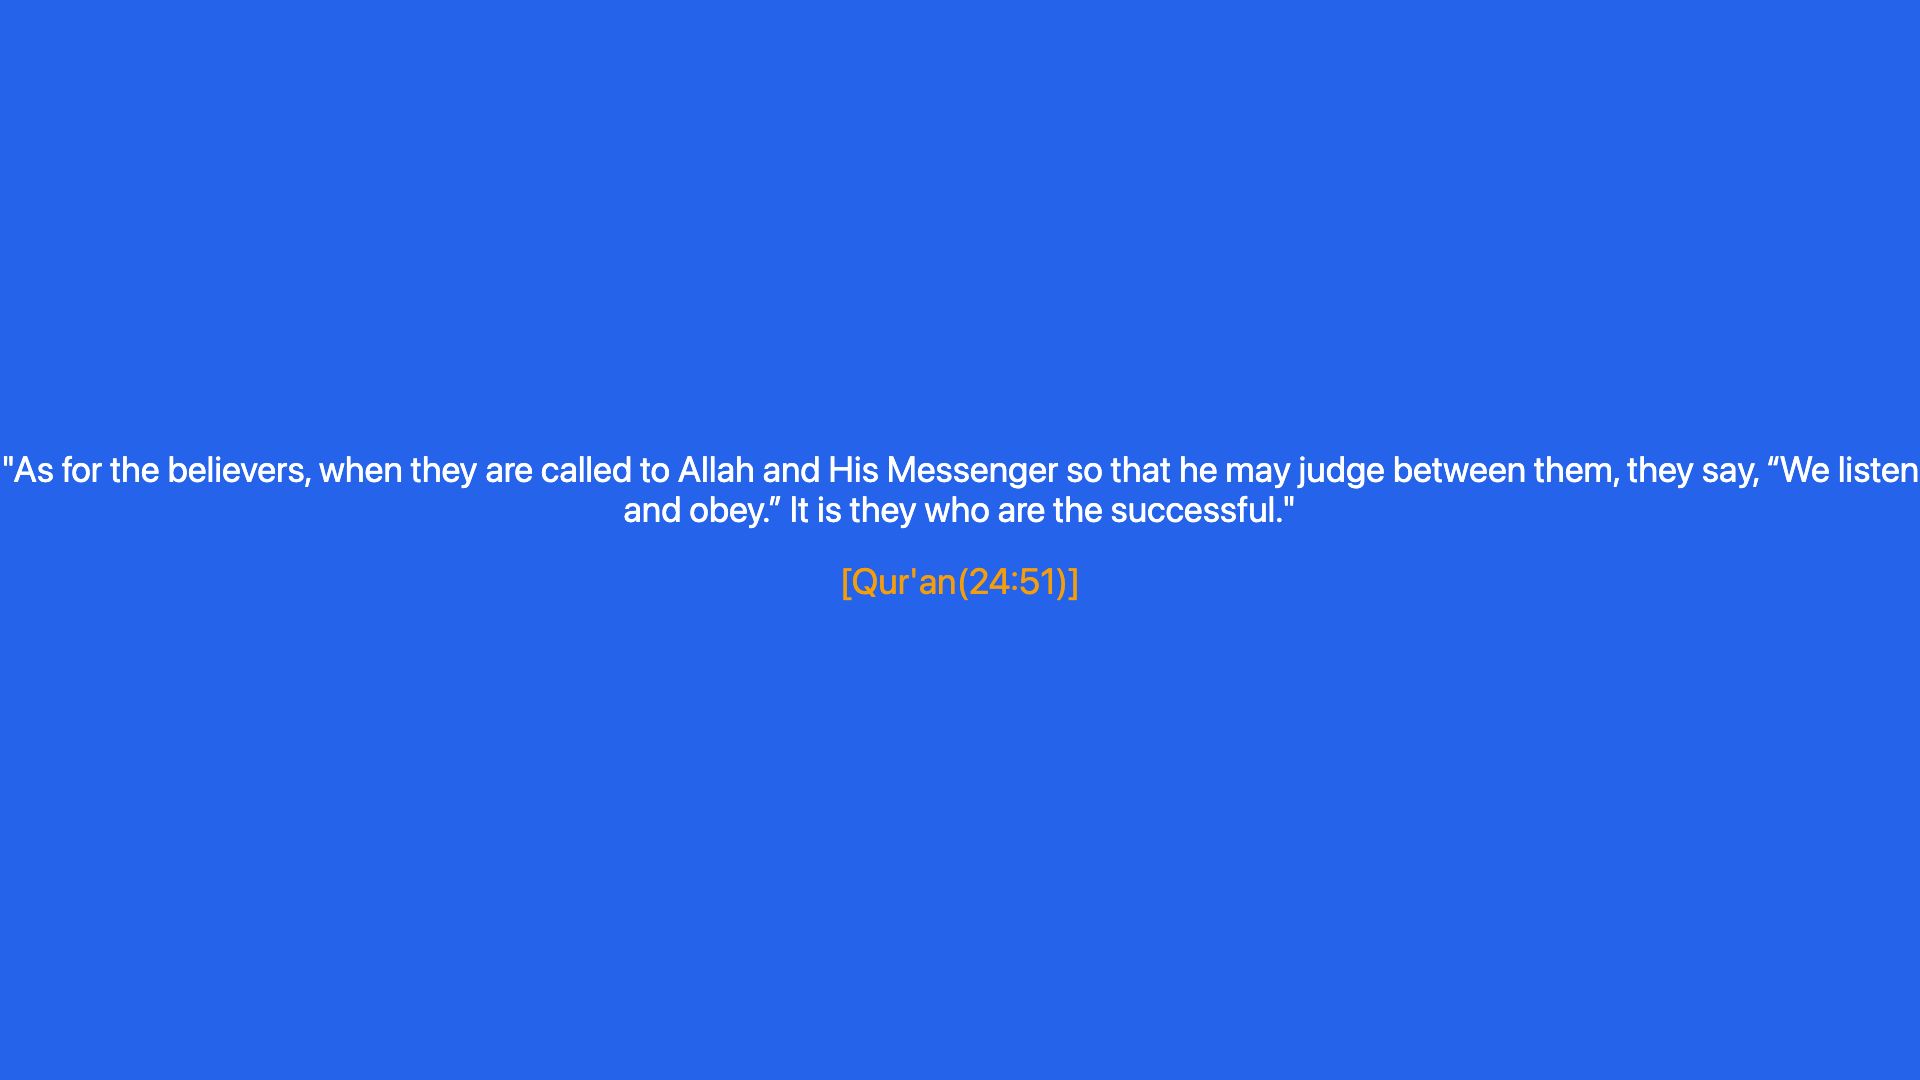 "As for the believers, when they are called to Allah and His Messenger so that he may judge between them, they say, “We listen
and obey.” It is they who are the successful."
[Qur'an(24:51)]